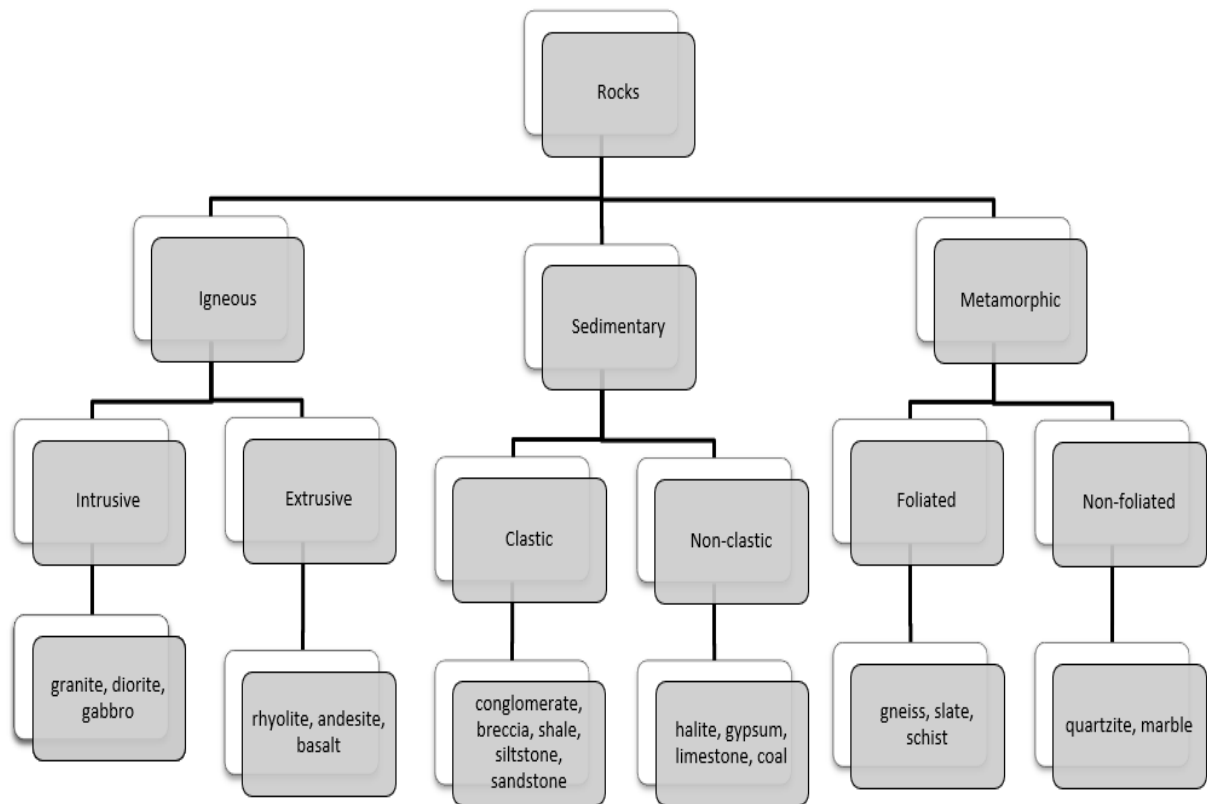 Rocks
Igneous
Sedimentary
Metamorphic
Intrusive
Extrusive
Clastic
Non-clastic
Foliated
Non-foliated
granite, diorite,
gabbro
rhyolite, andesite,
basalt
conglomerate,
breccia, shale,
siltstone,
sandstone
halite, gypsum,
limestone, coal
gneiss, slate,
schist
quartzite, marble